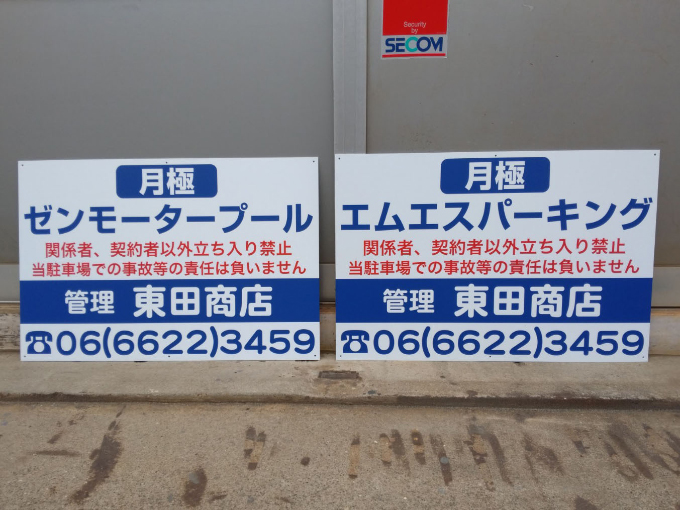 Security
by
SECOM
月極
ゼンモータープール
関係者、契約者以外立ち入り禁止
当駐車場での事故等の責任は負いません
管理 東田商店
☎06(6622)3459
月極
エムエスパーキング
関係者、契約者以外立ち入り禁止
当駐車場での事故等の責任は負いません
管理 東田商店
☎06(6622)3459